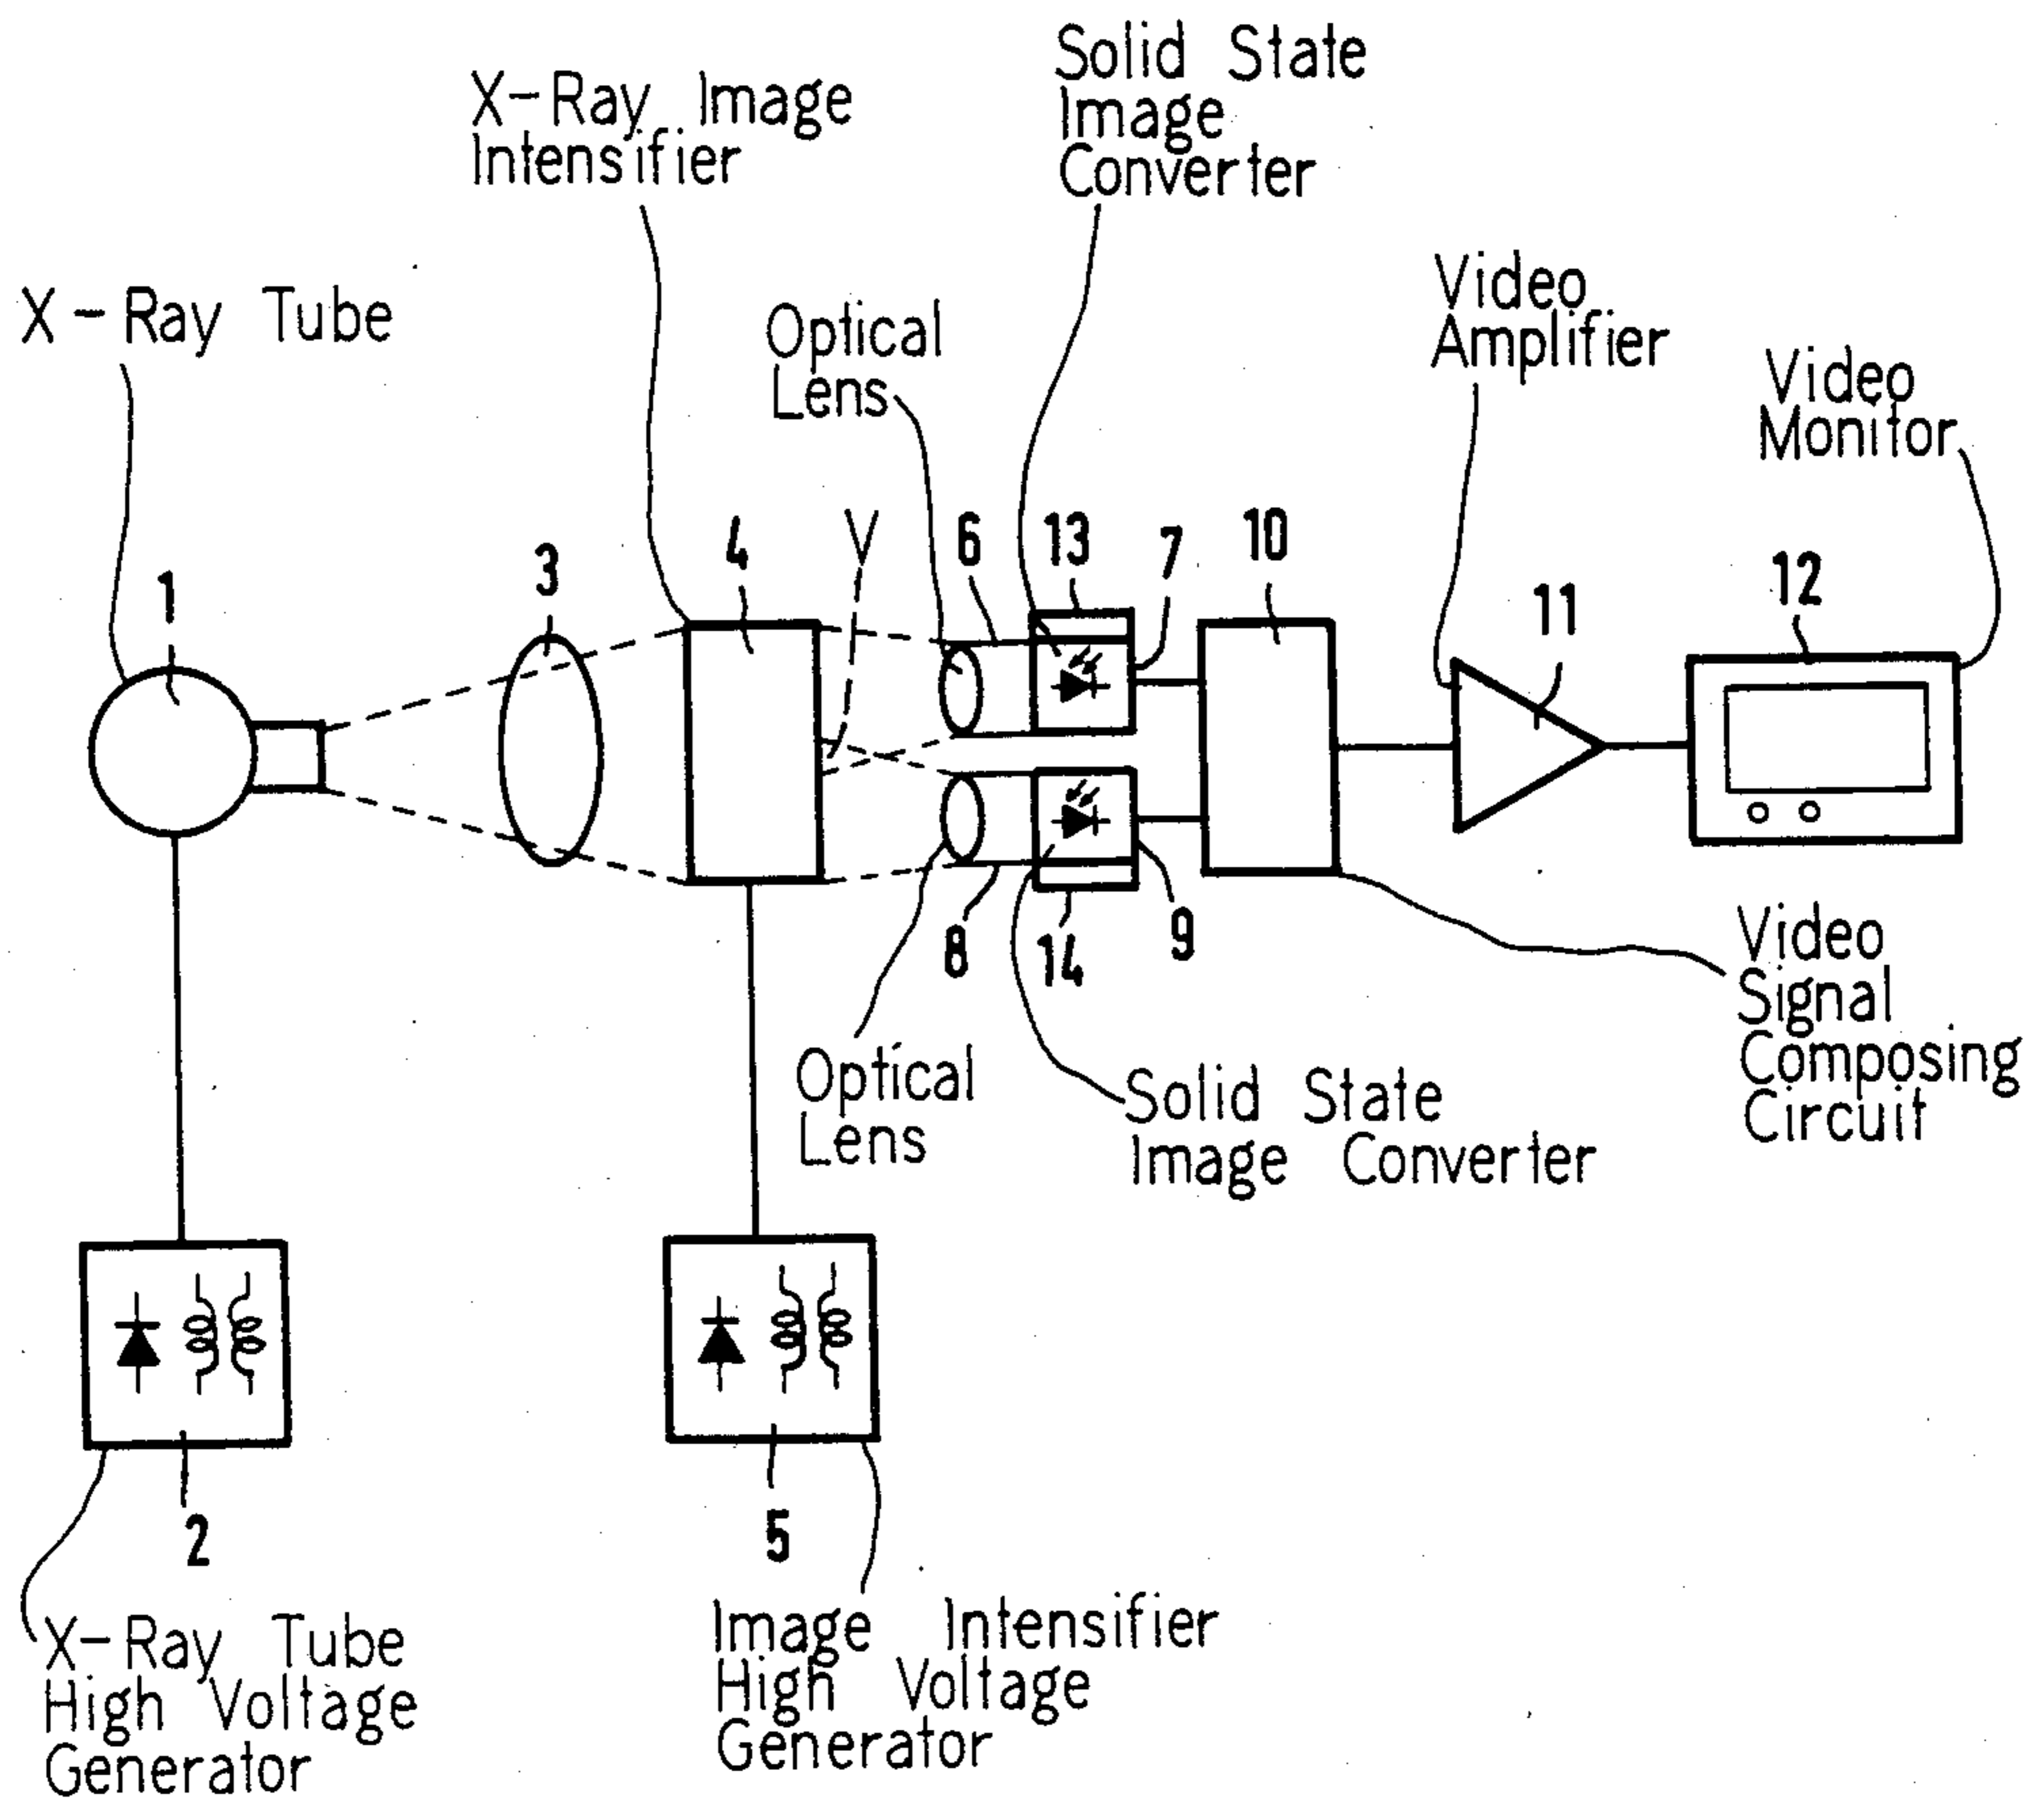 Solid State
Image
Converter
X-Ray Image
Intensifier
X-Ray Tube
Optical
Lens
Video
Amplifier
Video
Monitor
1
3
4
V
6
13
7
10
11
12
8
14
9
Optical
Lens
Solid State
Image Converter
Video
Signal
Composing
Circuit
2
5
X-Ray Tube
High Voltage
Generator
Image Intensifier
High Voltage
Generator